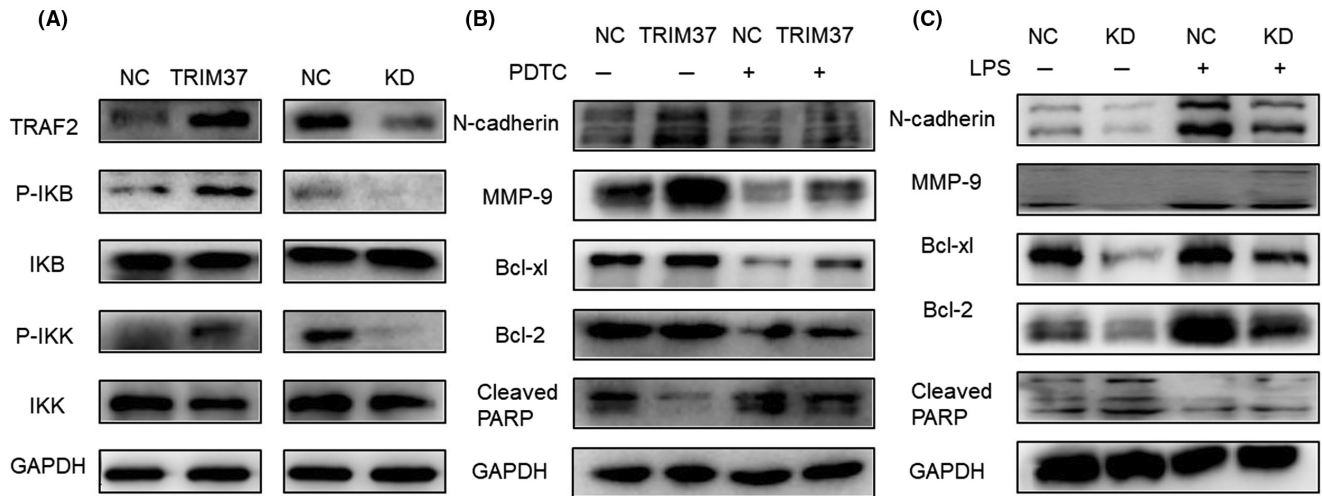 (A)
NC TRIM37 NC KD
TRAF2
P-IKB
IKB
P-IKK
IKK
GAPDH
(B)
NC TRIM37 NC TRIM37
PDTC – – + +
N-cadherin
MMP-9
Bcl-xl
Bcl-2
Cleaved
PARP
GAPDH
(C)
NC KD NC KD
LPS – – + +
N-cadherin
MMP-9
Bcl-xl
Bcl-2
Cleaved
PARP
GAPDH